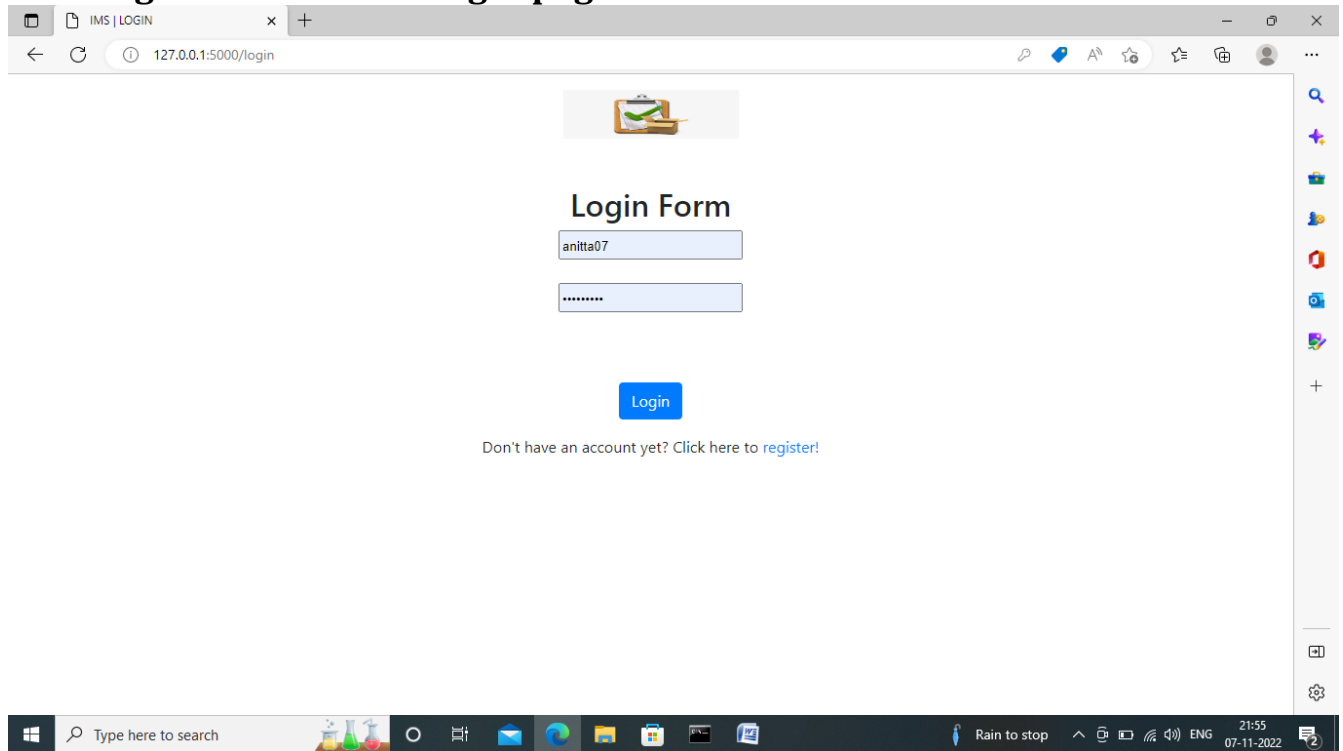 IMS | LOGIN
127.0.0.1:5000/login
Login Form
anitta07
•••••••••
Login
Don't have an account yet? Click here to register!
Type here to search
Rain to stop
ENG
21:55
07-11-2022
2